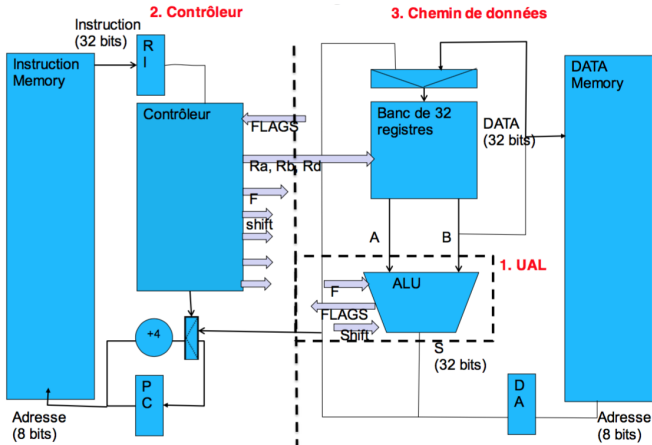 Instruction
(32 bits)
2. Contrôleur
3. Chemin de données
Instruction
Memory
R
I
Contrôleur
FLAGS
Ra, Rb, Rd
F
shift
Banc de 32
registres
DATA
(32 bits)
DATA
Memory
A
B
1. UAL
ALU
F
FLAGS
Shift
S
(32 bits)
+4
P
C
D
A
Adresse
(8 bits)
Adresse
(8 bits)